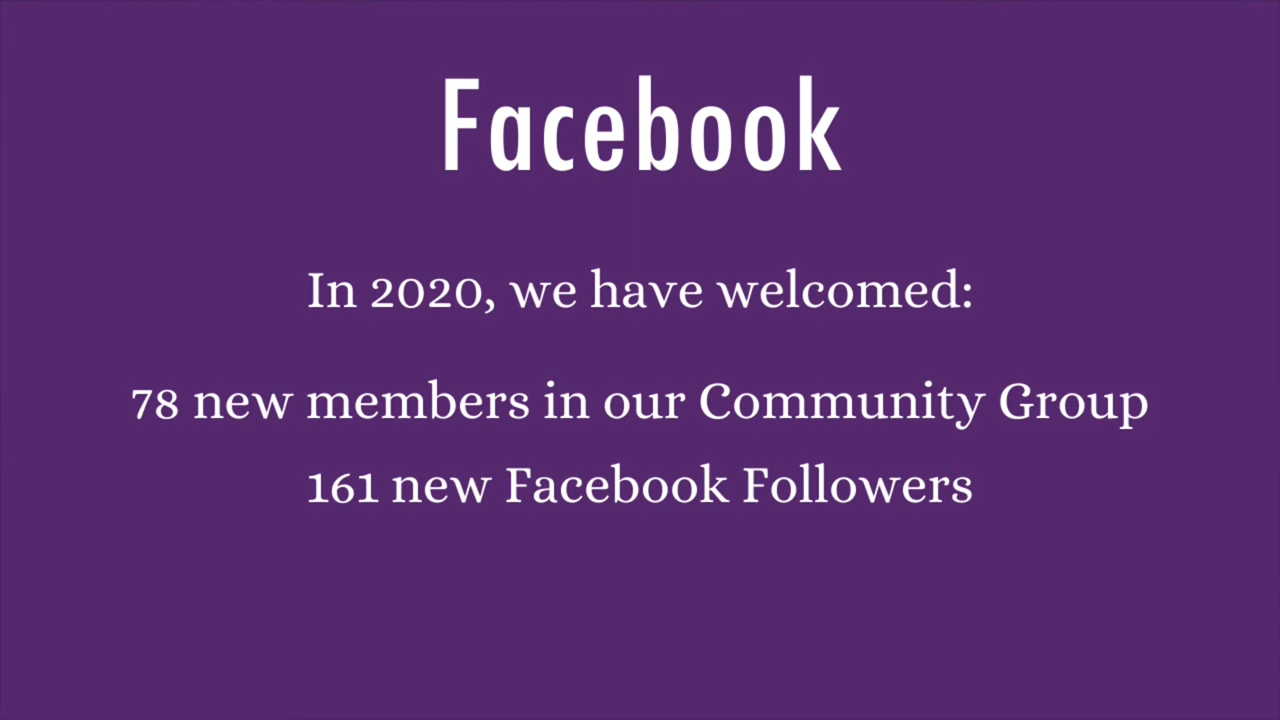 Facebook
In 2020, we have welcomed:
78 new members in our Community Group
161 new Facebook Followers